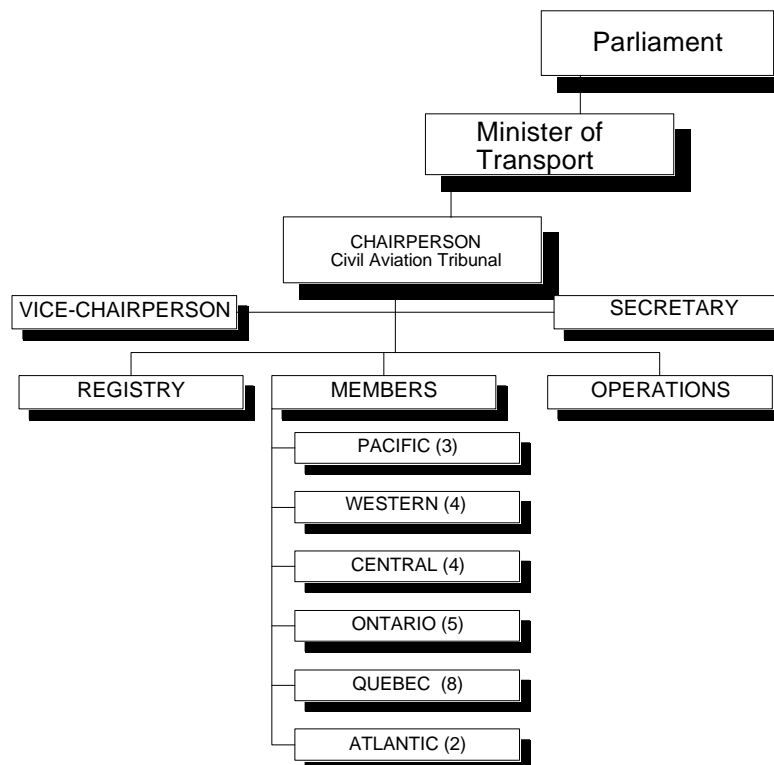 Parliament
Minister of
Transport
CHAIRPERSON
Civil Aviation Tribunal
VICE-CHAIRPERSON
SECRETARY
REGISTRY
MEMBERS
OPERATIONS
PACIFIC (3)
WESTERN (4)
CENTRAL (4)
ONTARIO (5)
QUEBEC (8)
ATLANTIC (2)